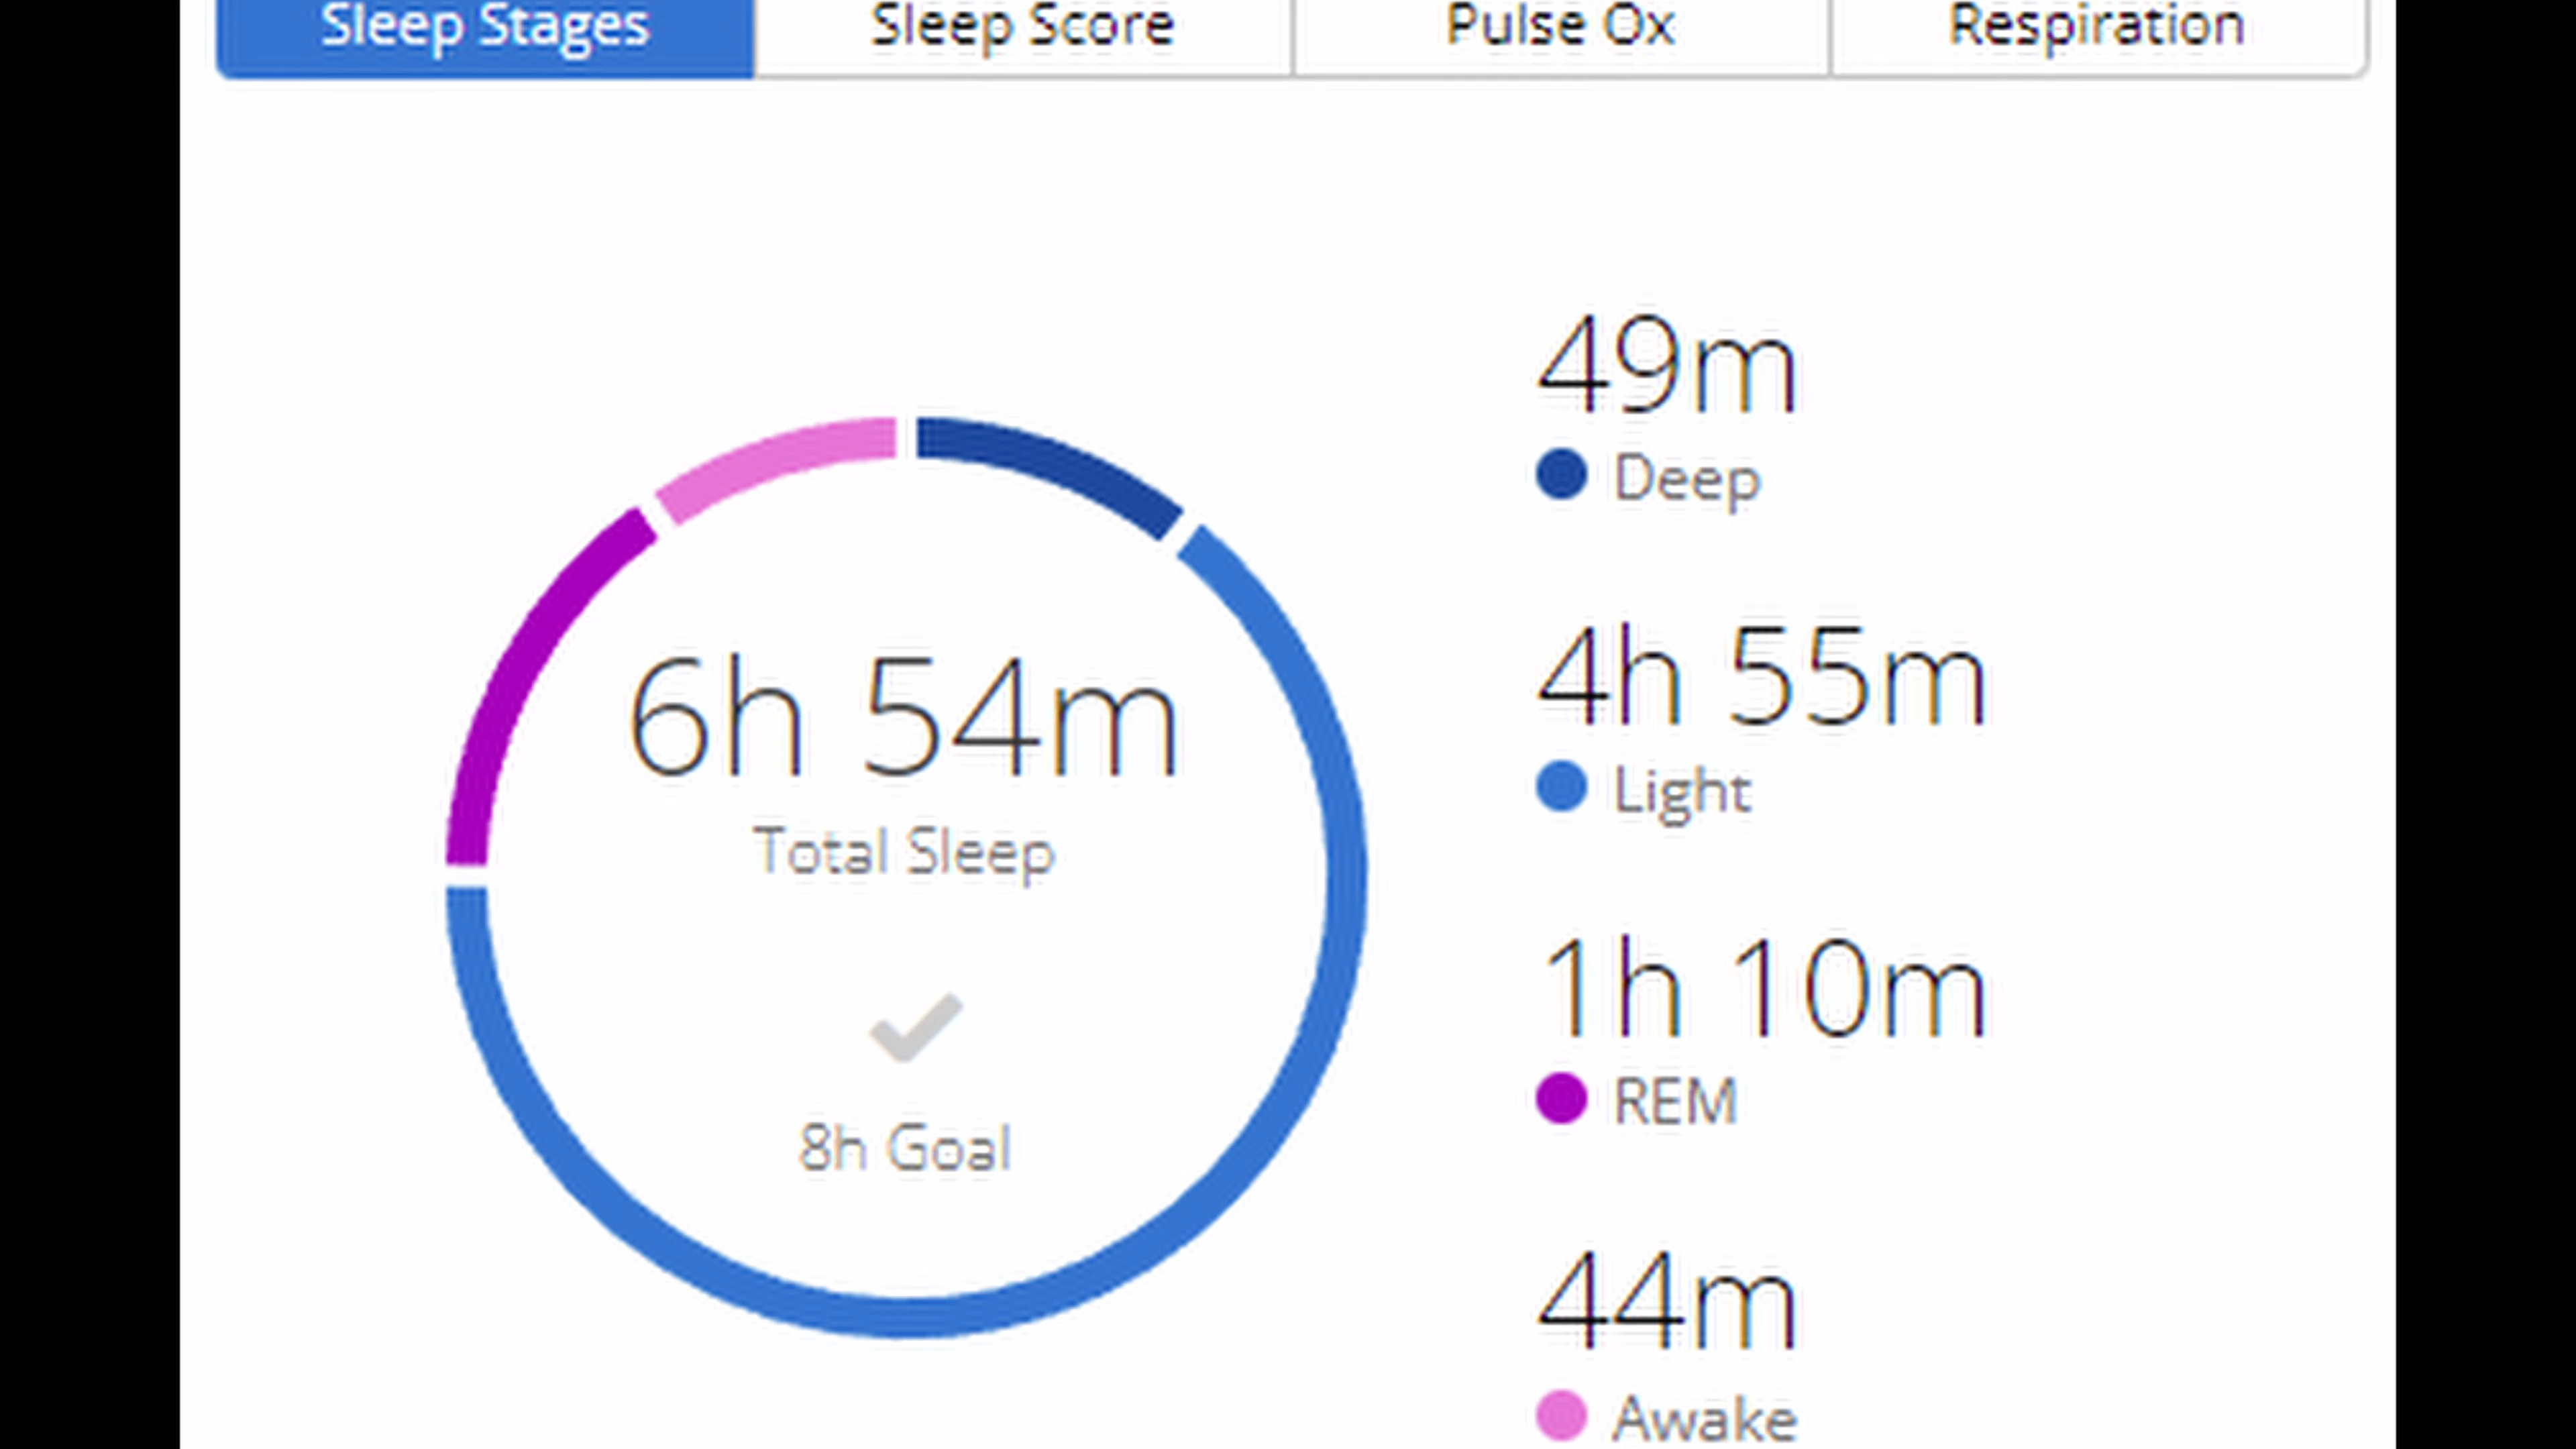 Sleep Stages
Sleep Score
Pulse Ox
Respiration
6h 54m
Total Sleep
8h Goal
49m
Deep
4h 55m
Light
1h 10m
REM
44m
Awake